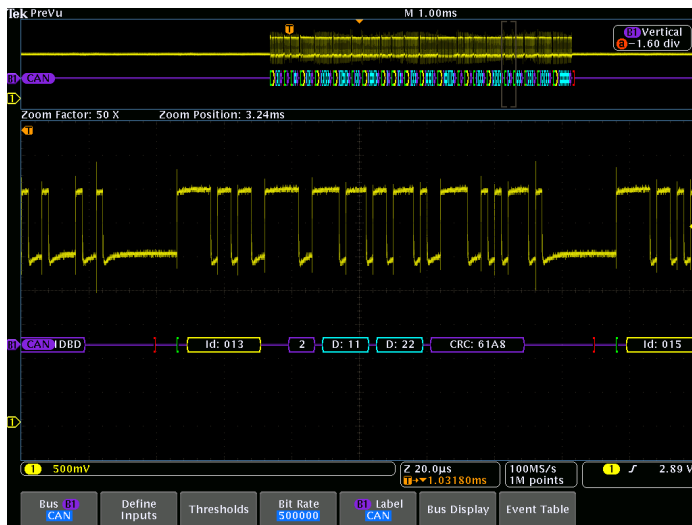 Tek PreVu M 1.00ms
T
B1 Vertical
a -1.60 div
B1 CAN
1
Zoom Factor: 50 X Zoom Position: 3.24ms
T
B1 CAN 1DBD Id: 013 2 D: 11 D: 22 CRC: 61A8 Id: 015
1
1 500mV Z 20.0µs 100MS/s 1 2.89 V
T 1.03180ms 1M points
Bus B1 Define Thresholds Bit Rate B1 Label Bus Display Event Table
CAN Inputs 500000 CAN